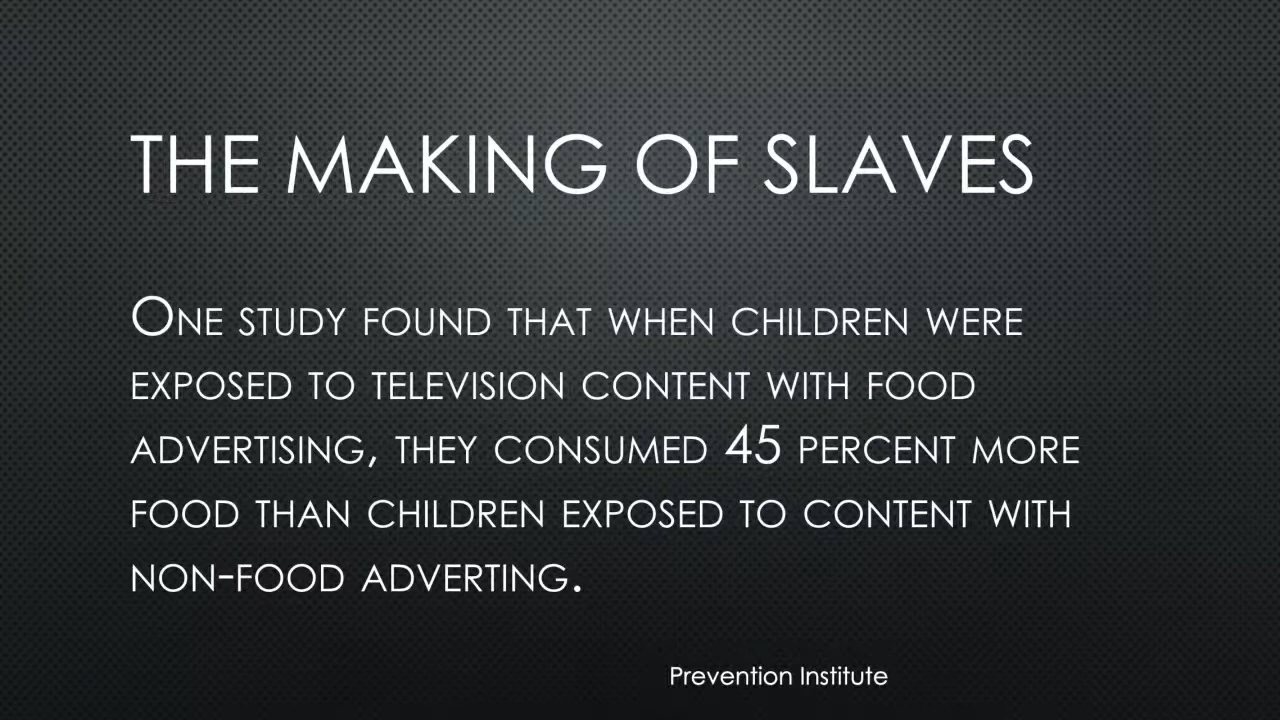 THE MAKING OF SLAVES
ONE STUDY FOUND THAT WHEN CHILDREN WERE
EXPOSED TO TELEVISION CONTENT WITH FOOD
ADVERTISING, THEY CONSUMED 45 PERCENT MORE
FOOD THAN CHILDREN EXPOSED TO CONTENT WITH
NON-FOOD ADVERTING.
Prevention Institute